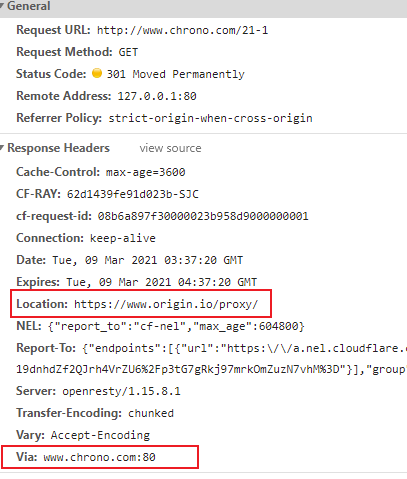 General
Request URL: http://www.chrono.com/21-1
Request Method: GET
Status Code: 301 Moved Permanently
Remote Address: 127.0.0.1:80
Referrer Policy: strict-origin-when-cross-origin
Response Headers view source
Cache-Control: max-age=3600
CF-RAY: 62d1439fe91d023b-SJC
cf-request-id: 08b6a897f30000023b958d9000000001
Connection: keep-alive
Date: Tue, 09 Mar 2021 03:37:20 GMT
Expires: Tue, 09 Mar 2021 04:37:20 GMT
Location: https://www.origin.io/proxy/
NEL: {"report_to":"cf-nel","max_age":604800}
Report-To: {"endpoints":[{"url":"https:\/\/a.nel.cloudflare.
19dnhdZf2QJrh4VrZU6%2Fp3tG7gRkj97mrkOmZuzN7vhM%3D"}],"group"
Server: openresty/1.15.8.1
Transfer-Encoding: chunked
Vary: Accept-Encoding
Via: www.chrono.com:80